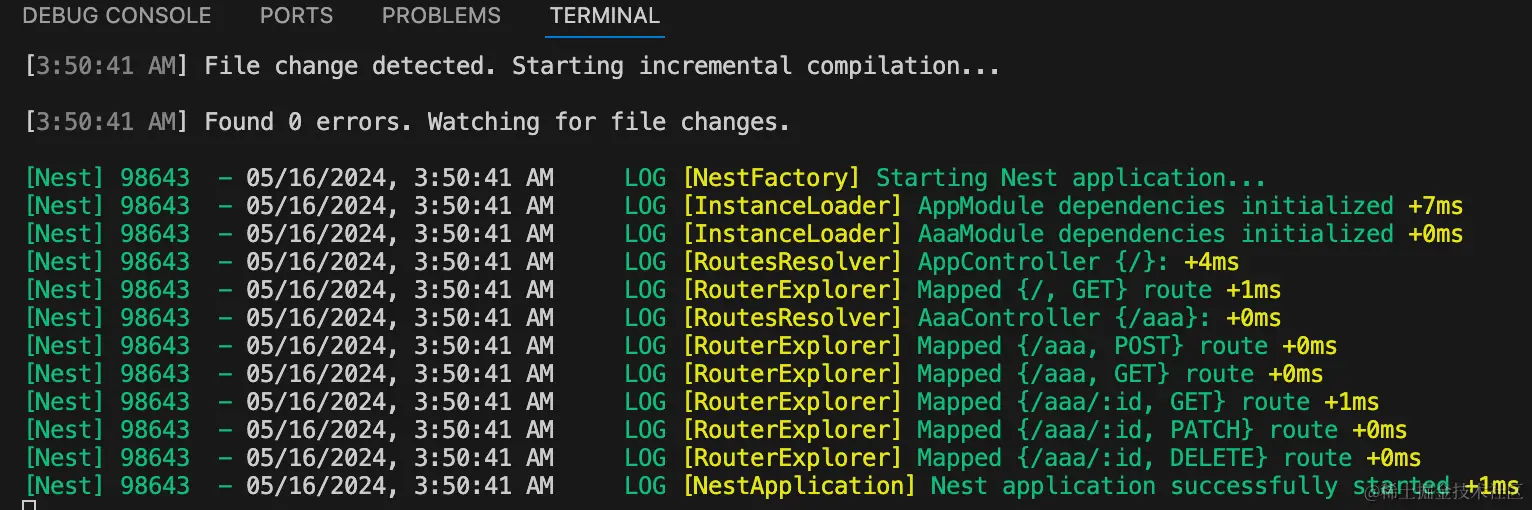 DEBUG CONSOLE PORTS PROBLEMS TERMINAL
[3:50:41 AM] File change detected. Starting incremental compilation...
[3:50:41 AM] Found 0 errors. Watching for file changes.
[Nest] 98643  - 05/16/2024, 3:50:41 AM     LOG [NestFactory] Starting Nest application...
[Nest] 98643  - 05/16/2024, 3:50:41 AM     LOG [InstanceLoader] AppModule dependencies initialized +7ms
[Nest] 98643  - 05/16/2024, 3:50:41 AM     LOG [InstanceLoader] AaaModule dependencies initialized +0ms
[Nest] 98643  - 05/16/2024, 3:50:41 AM     LOG [RoutesResolver] AppController {/}: +4ms
[Nest] 98643  - 05/16/2024, 3:50:41 AM     LOG [RouterExplorer] Mapped {/, GET} route +1ms
[Nest] 98643  - 05/16/2024, 3:50:41 AM     LOG [RoutesResolver] AaaController {/aaa}: +0ms
[Nest] 98643  - 05/16/2024, 3:50:41 AM     LOG [RouterExplorer] Mapped {/aaa, POST} route +0ms
[Nest] 98643  - 05/16/2024, 3:50:41 AM     LOG [RouterExplorer] Mapped {/aaa, GET} route +0ms
[Nest] 98643  - 05/16/2024, 3:50:41 AM     LOG [RouterExplorer] Mapped {/aaa/:id, GET} route +1ms
[Nest] 98643  - 05/16/2024, 3:50:41 AM     LOG [RouterExplorer] Mapped {/aaa/:id, PATCH} route +0ms
[Nest] 98643  - 05/16/2024, 3:50:41 AM     LOG [RouterExplorer] Mapped {/aaa/:id, DELETE} route +0ms
[Nest] 98643  - 05/16/2024, 3:50:41 AM     LOG [NestApplication] Nest application successfully started +1ms
@稀土掘金技术社区